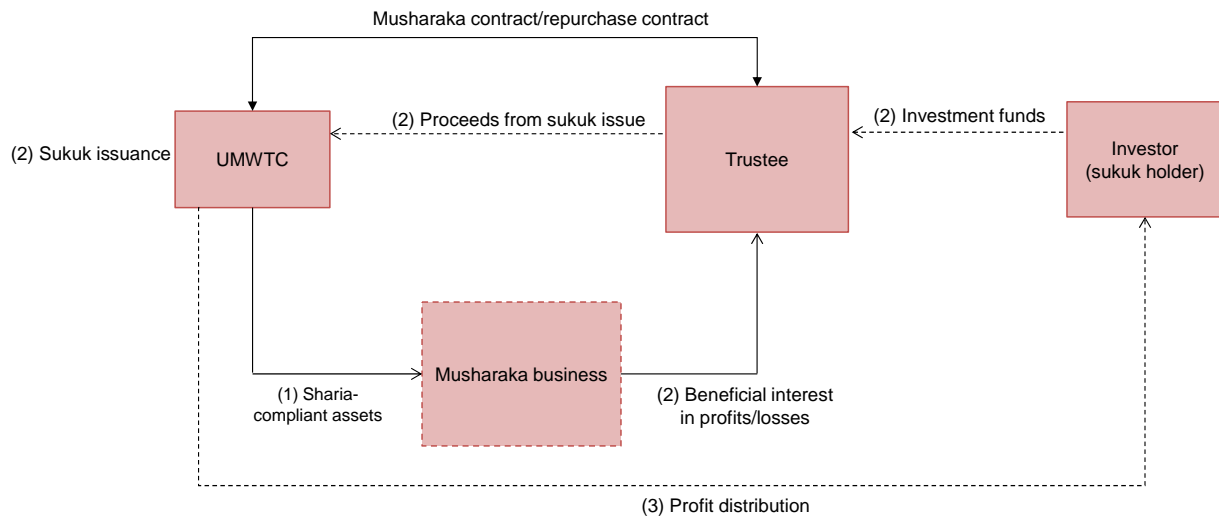 Musharaka contract/repurchase contract
(2) Proceeds from sukuk issue
(2) Investment funds
(2) Sukuk issuance
UMWTC
Trustee
Investor
(sukuk holder)
Musharaka business
(1) Sharia-
compliant assets
(2) Beneficial interest
in profits/losses
(3) Profit distribution